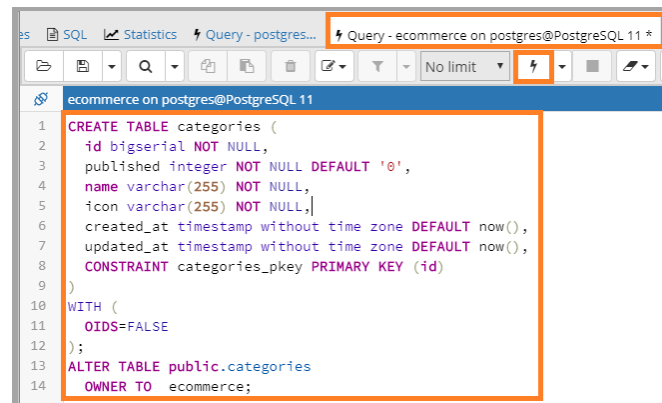 es SQL Statistics Query - postgres... Query - ecommerce on postgres@PostgreSQL 11 *
No limit
ecommerce on postgres@PostgreSQL 11
1 CREATE TABLE categories (
2 id bigserial NOT NULL,
3 published integer NOT NULL DEFAULT '0',
4 name varchar(255) NOT NULL,
5 icon varchar(255) NOT NULL,
6 created_at timestamp without time zone DEFAULT now(),
7 updated_at timestamp without time zone DEFAULT now(),
8 CONSTRAINT categories_pkey PRIMARY KEY (id)
9 )
10 WITH (
11 OIDS=FALSE
12 );
13 ALTER TABLE public.categories
14 OWNER TO ecommerce;